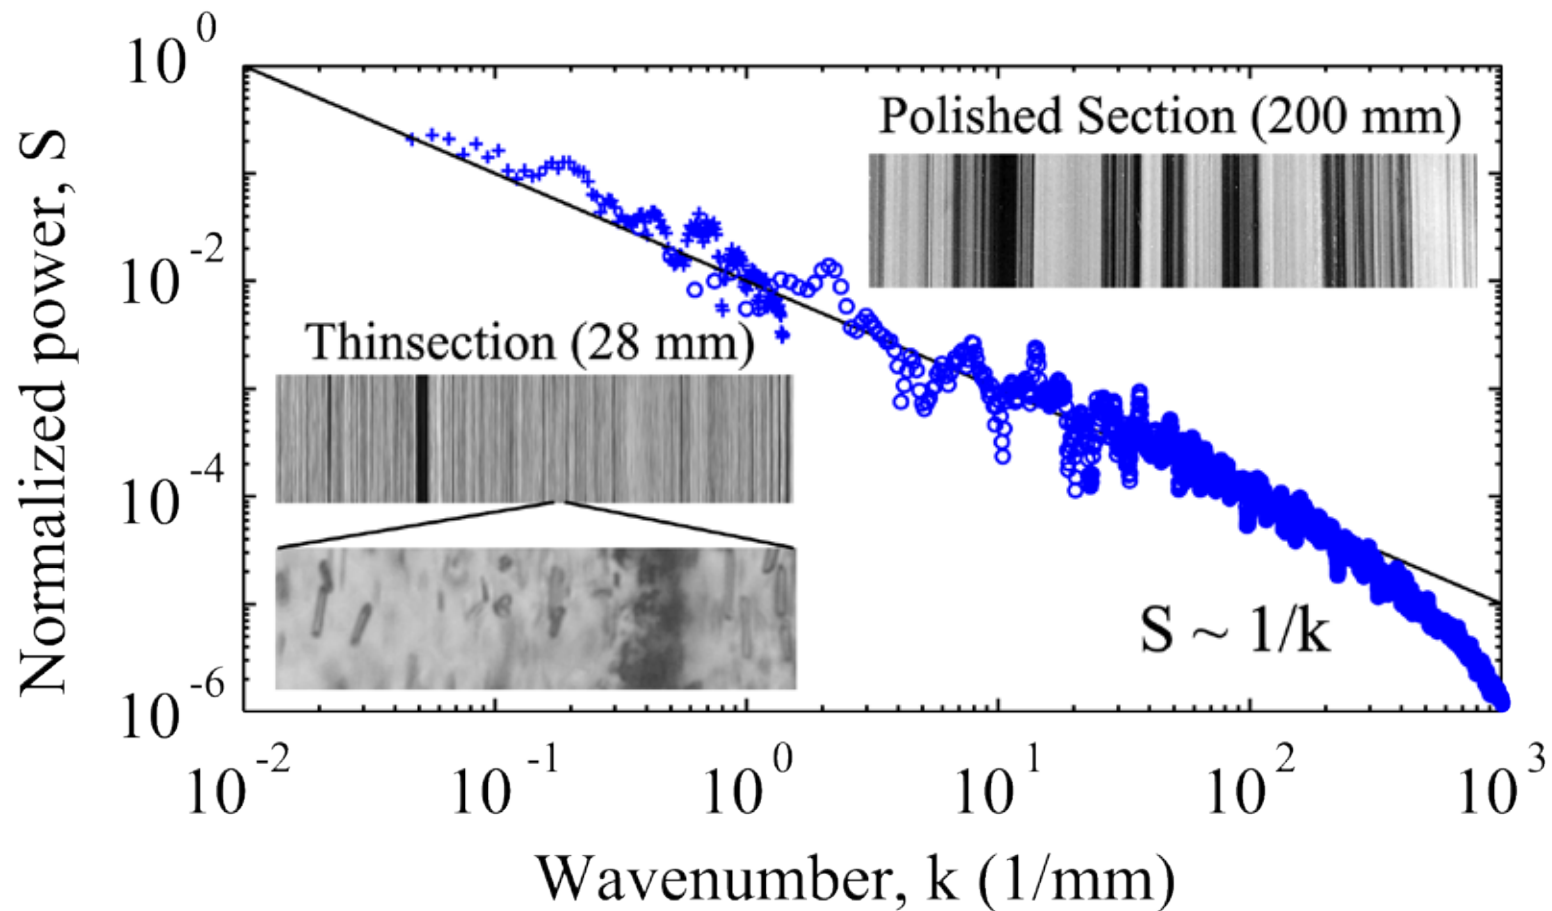 10^0
10^-2
10^-4
10^-6
Normalized power, S
Polished Section (200 mm)
Thinsection (28 mm)
S ~ 1/k
10^-2 10^-1 10^0 10^1 10^2 10^3
Wavenumber, k (1/mm)